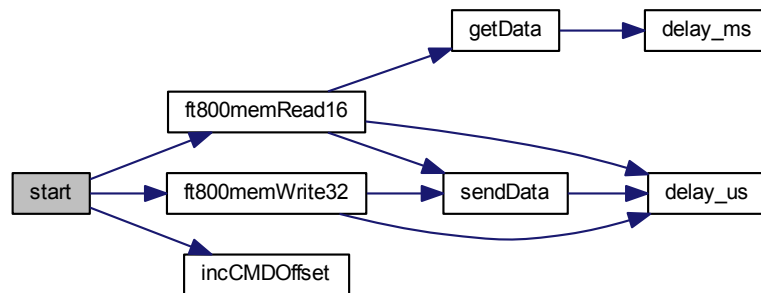 getData
delay_ms
ft800memRead16
start
ft800memWrite32
sendData
delay_us
incCMDOffset